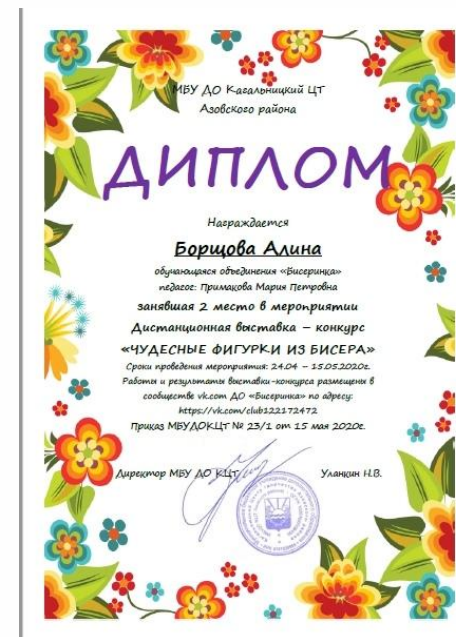 МБУ ДО Кагальницкий ЦТ
Азовского района
ДИПЛОМ
Награждается
Борщова Алина
обучающаяся объединения «Бисеринка»
педагог: Примакова Мария Петровна
занявшая 2 место в мероприятии
Дистанционная выставка – конкурс
«ЧУДЕСНЫЕ ФИГУРКИ ИЗ БИСЕРА»
Сроки проведения мероприятия: 24.04 – 15.05.2020г.
Работы и результаты выставки-конкурса размещены в
сообществе vk.com ДО «Бисеринка» по адресу:
https://vk.com/club122172472
Приказ МБУДОКЦТ № 23/1 от 15 мая 2020г.
Директор МБУ ДО КЦТ Уланкин Н.В.